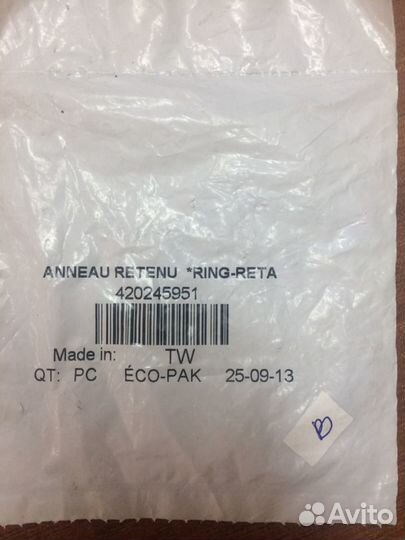 ANNEAU RETENU *RING-RETA
420245951
Made in: TW
QT: PC ÉCO-PAK 25-09-13
B
Avito